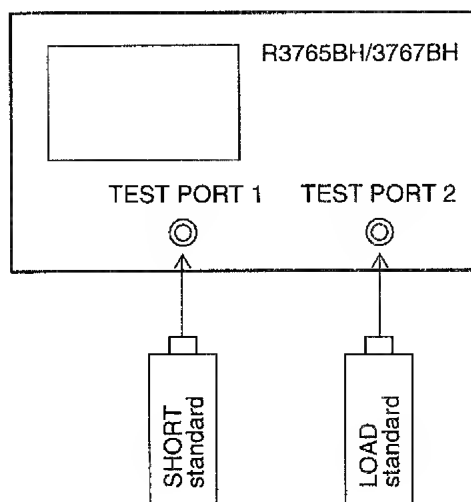 R3765BH/3767BH
TEST PORT 1
TEST PORT 2
SHORT
standard
LOAD
standard